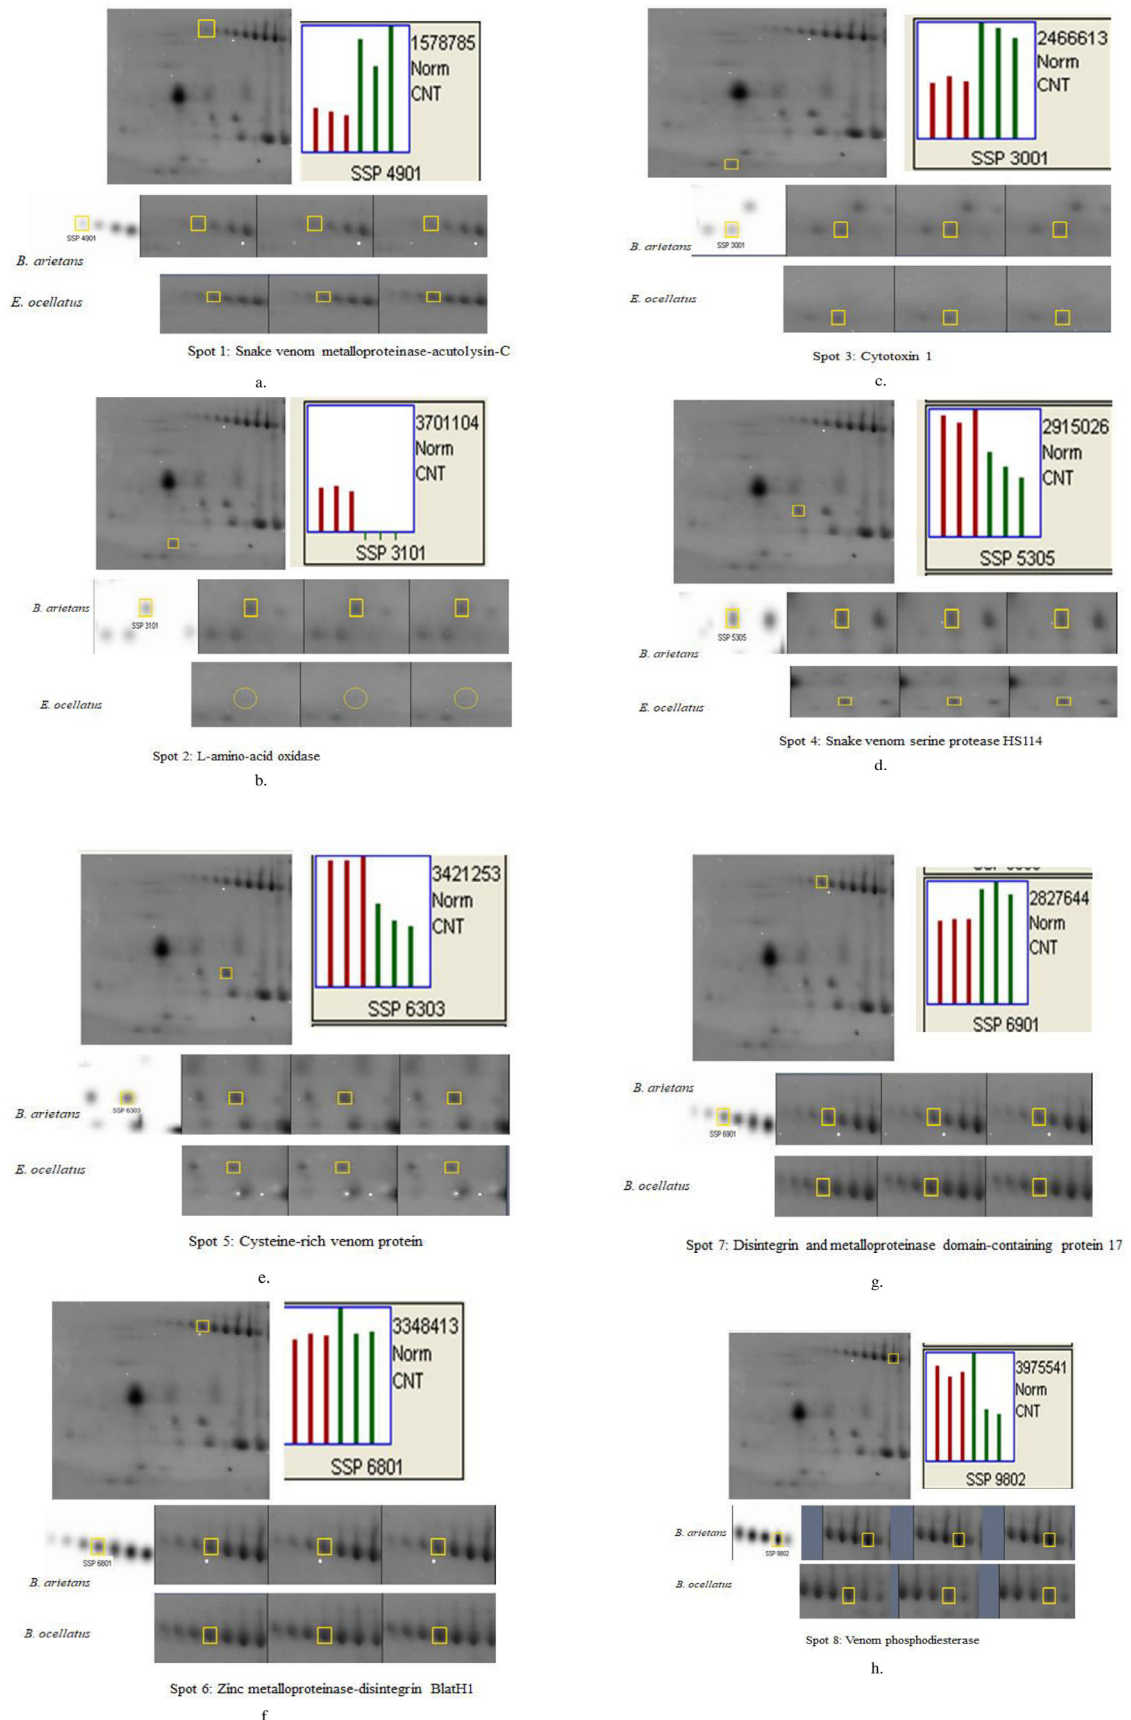 1578785
Norm
CNT
SSP 4901
SSP 4901
B. arietans
E. ocellatus
Spot 1: Snake venom metalloproteinase-acutolysin-C
a.
2466613
Norm
CNT
SSP 3001
SSP 3001
B. arietans
E. ocellatus
Spot 3: Cytotoxin 1
c.
3701104
Norm
CNT
SSP 3101
B. arietans
SSP 3101
E. ocellatus
Spot 2: L-amino-acid oxidase
b.
2915026
Norm
CNT
SSP 5305
SSP 5305
B. arietans
E. ocellatus
Spot 4: Snake venom serine protease HS114
d.
3421253
Norm
CNT
SSP 6303
SSP 6303
B. arietans
E. ocellatus
Spot 5: Cysteine-rich venom protein
e.
2827644
Norm
CNT
SSP 6901
B. arietans
SSP 6901
B. ocellatus
Spot 7: Disintegrin and metalloproteinase domain-containing protein 17
g.
3348413
Norm
CNT
SSP 6801
SSP 6801
B. arietans
B. ocellatus
Spot 6: Zinc metalloproteinase-disintegrin BlatH1
f
3975541
Norm
CNT
SSP 9802
B. arietans
SSP 9802
B. ocellatus
Spot 8: Venom phosphodiesterase
h.